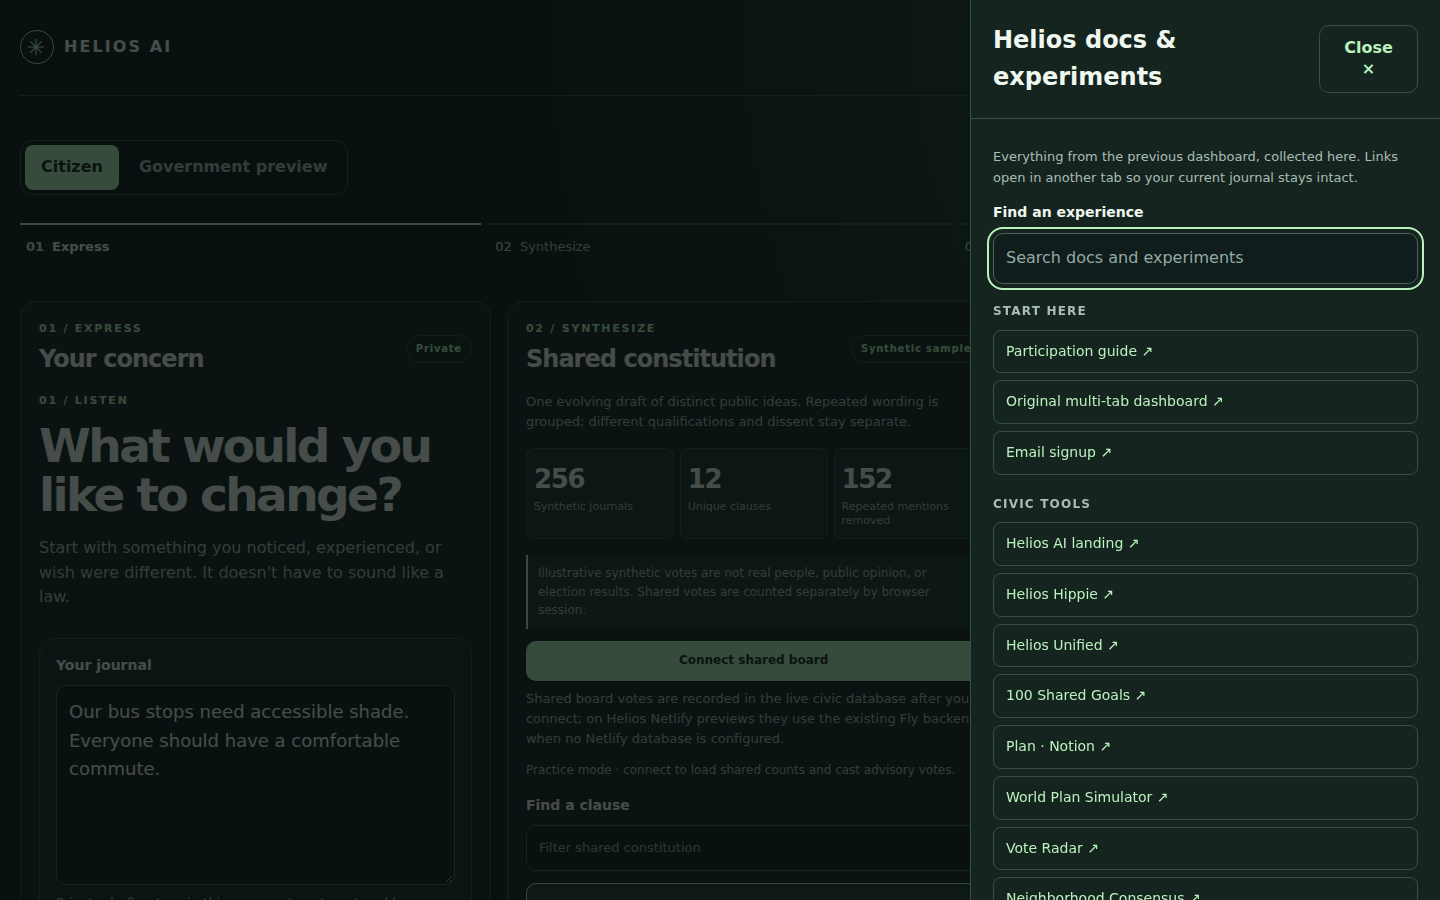 HELIOS AI
Citizen
Government preview
01 Express
02 Synthesize
01 / EXPRESS
Your concern
Private
01 / LISTEN
What would you
like to change?
Start with something you noticed, experienced, or
wish were different. It doesn't have to sound like a
law.
Your journal
Our bus stops need accessible shade.
Everyone should have a comfortable
commute.
02 / SYNTHESIZE
Shared constitution
Synthetic sample
One evolving draft of distinct public ideas. Repeated wording is
grouped; different qualifications and dissent stay separate.
256
Synthetic journals
12
Unique clauses
152
Repeated mentions
removed
Illustrative synthetic votes are not real people, public opinion, or
election results. Shared votes are counted separately by browser
session.
Connect shared board
Shared board votes are recorded in the live civic database after you
connect; on Helios Netlify previews they use the existing Fly backen
when no Netlify database is configured.
Practice mode · connect to load shared counts and cast advisory votes.
Find a clause
Filter shared constitution
Helios docs &
experiments
Close
×
Everything from the previous dashboard, collected here. Links
open in another tab so your current journal stays intact.
Find an experience
Search docs and experiments
START HERE
Participation guide ↗
Original multi-tab dashboard ↗
Email signup ↗
CIVIC TOOLS
Helios AI landing ↗
Helios Hippie ↗
Helios Unified ↗
100 Shared Goals ↗
Plan · Notion ↗
World Plan Simulator ↗
Vote Radar ↗
Neighborhood Consensus ↗